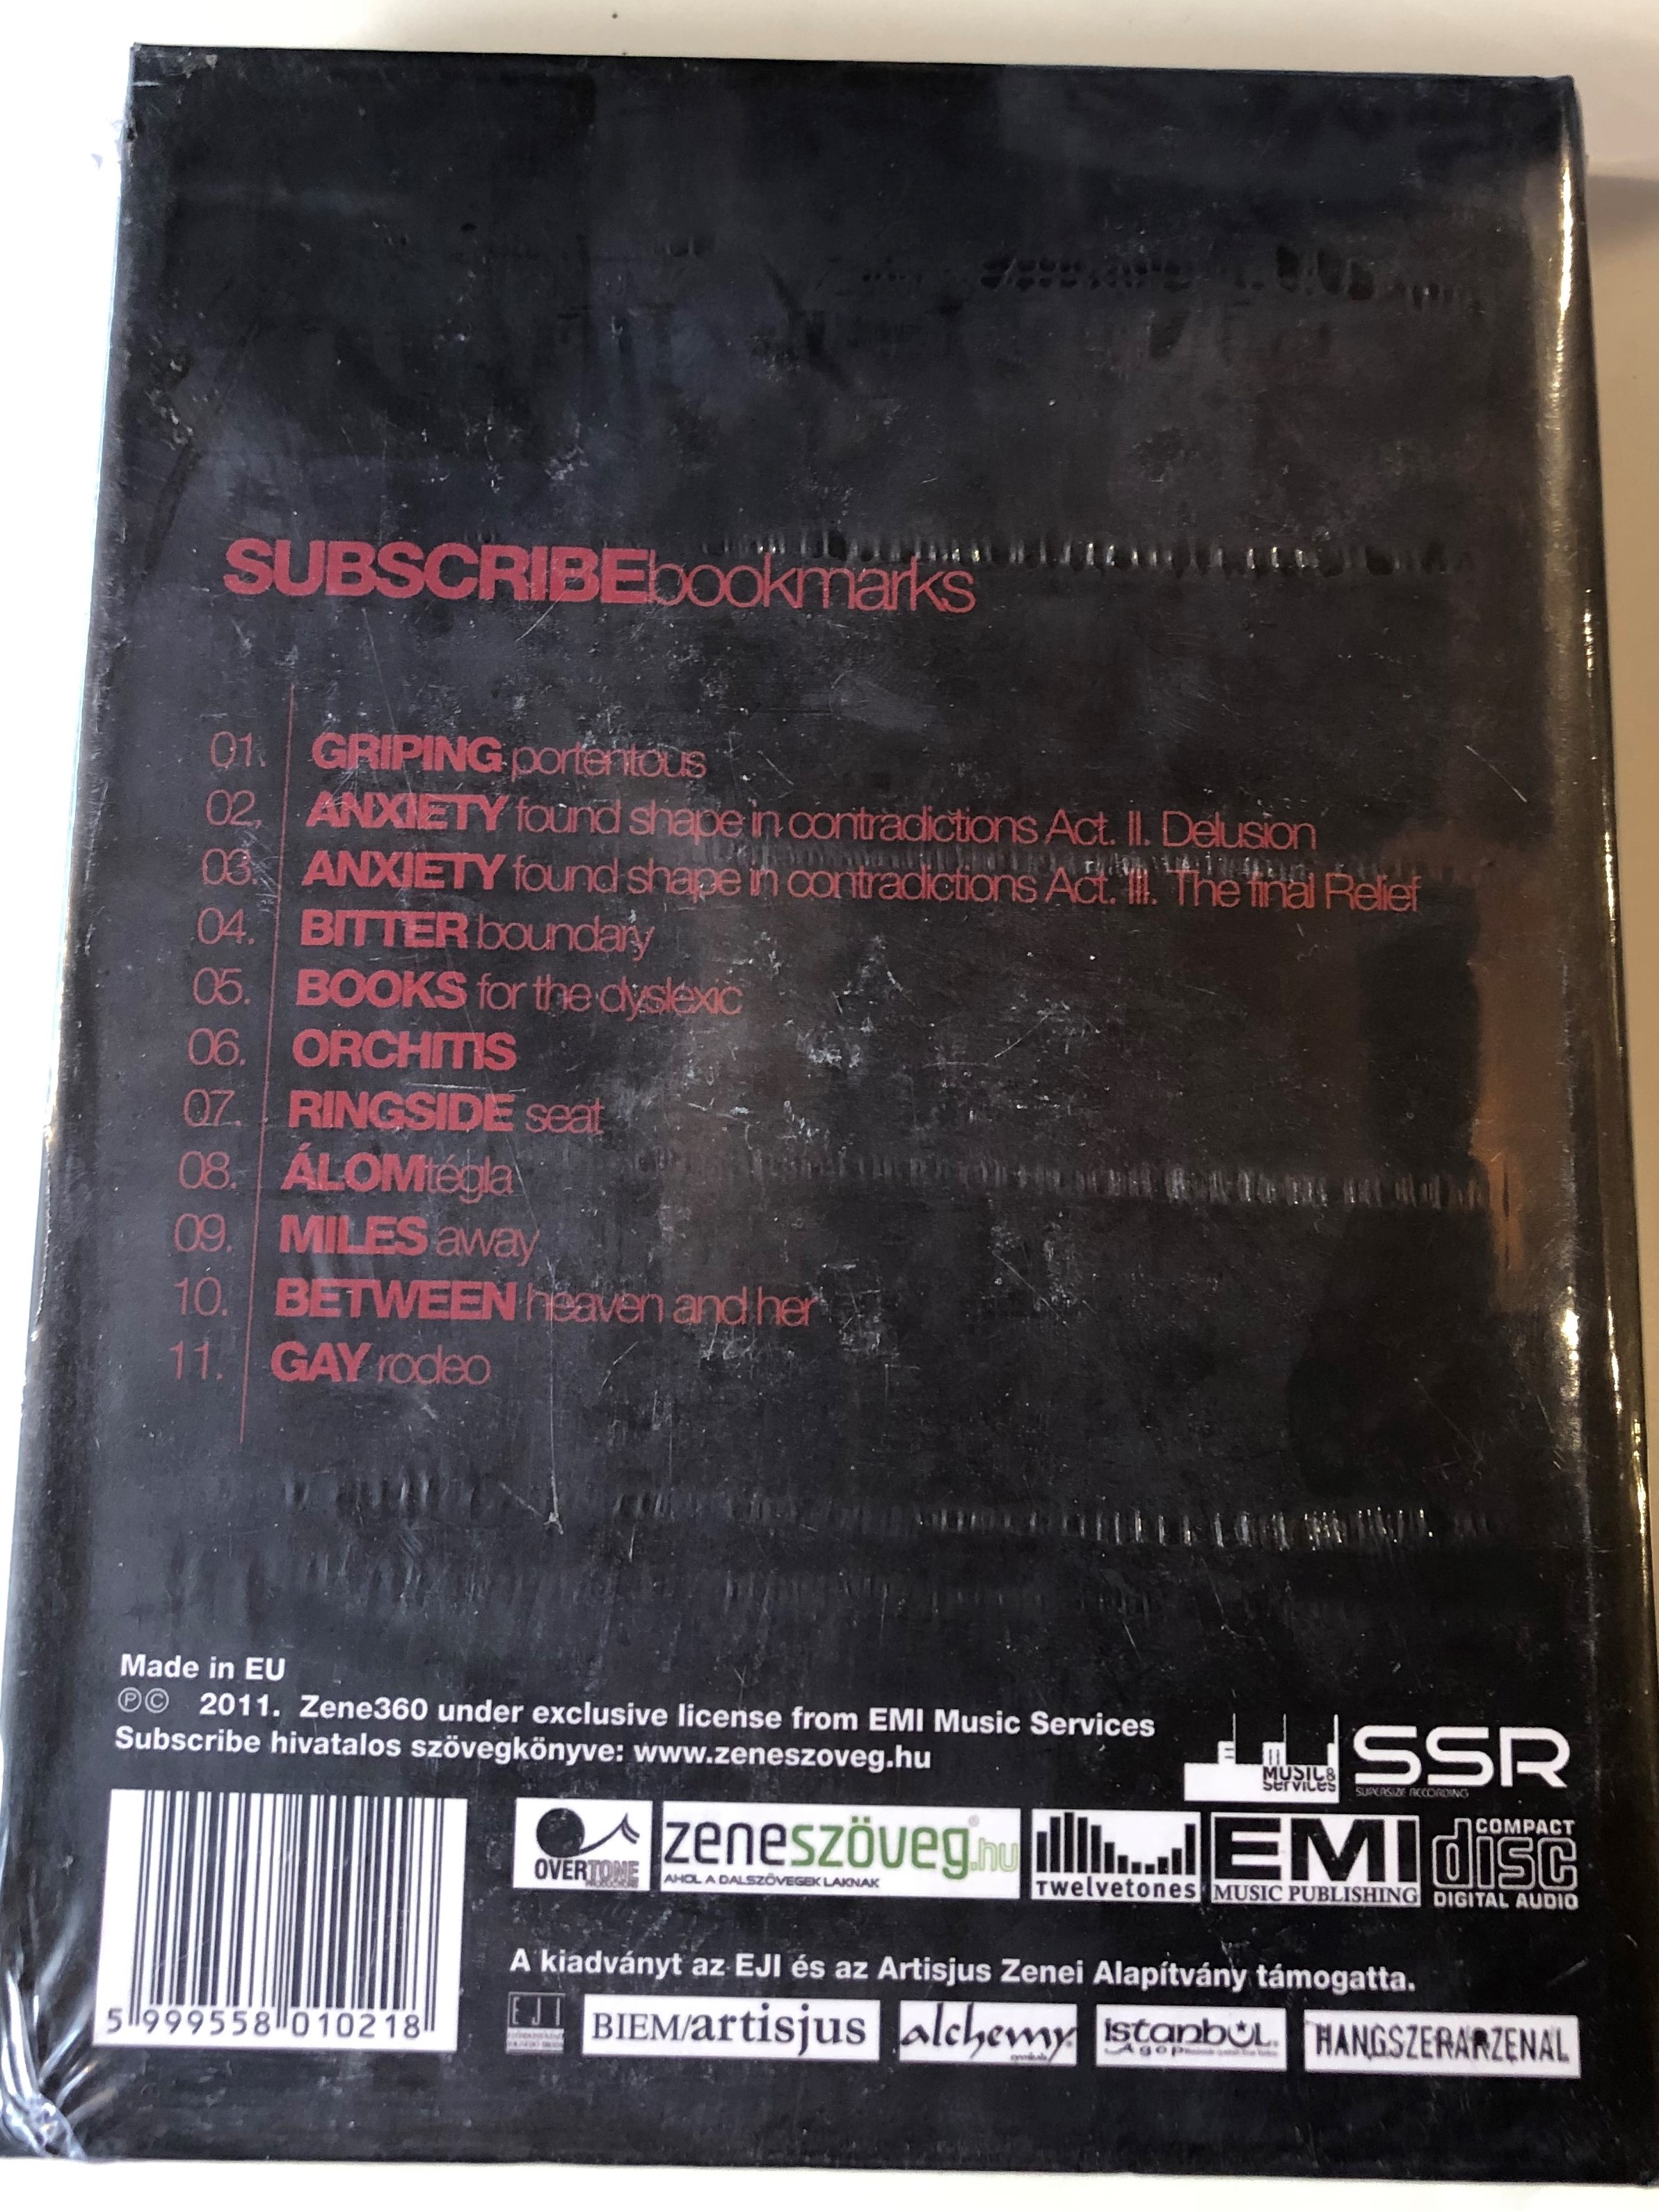 SUBSCRIBEbookmarks
01. GRIPING portentous
02. ANXIETY found shape in contradictions Act. II. Delusion
03. ANXIETY found shape in contradictions Act. III. The final Relief
04. BITTER boundary
05. BOOKS for the dyslexic
06. ORCHITIS
07. RINGSIDE seat
08. ÁLOMtégla
09. MILES away
10. BETWEEN heaven and her
11. GAY rodeo
Made in EU
℗© 2011. Zene360 under exclusive license from EMI Music Services
Subscribe hivatalos szövegkönyve: www.zeneszoveg.hu
MUSIC& Services
SSR
SUPERSIZE RECORDING
OVERTONE
PRODUCTIONS
zeneszöveg.hu
AHOL A DALSZÖVEGEK LAKNAK
Twelvetones
EMI
MUSIC PUBLISHING
COMPACT
disc
DIGITAL AUDIO
5 999558 010218
A kiadványt az EJI és az Artisjus Zenei Alapítvány támogatta.
EJI
BIEM/artisjus
alchemy
cymbals
istanbul
Agop
HANGSZERARZENÁL